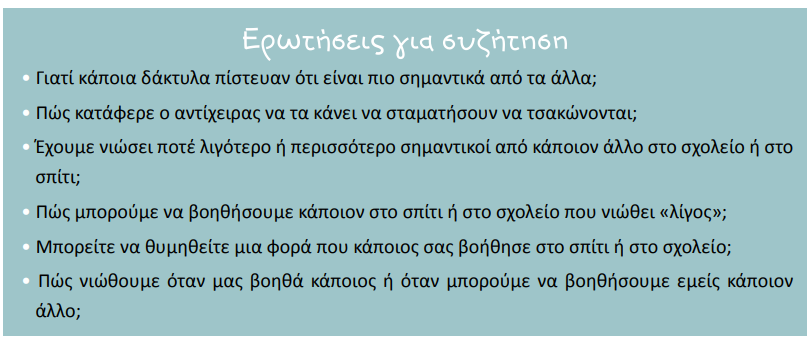 Ερωτήσεις για συζήτηση
• Γιατί κάποια δάκτυλα πίστευαν ότι είναι πιο σημαντικά από τα άλλα;
• Πώς κατάφερε ο αντίχειρας να τα κάνει να σταματήσουν να τσακώνονται;
• Έχουμε νιώσει ποτέ λιγότερο ή περισσότερο σημαντικοί από κάποιον άλλο στο σχολείο ή στο
σπίτι;
• Πώς μπορούμε να βοηθήσουμε κάποιον στο σπίτι ή στο σχολείο που νιώθει «λίγος»;
• Μπορείτε να θυμηθείτε μια φορά που κάποιος σας βοήθησε στο σπίτι ή στο σχολείο;
• Πώς νιώθουμε όταν μας βοηθά κάποιος ή όταν μπορούμε να βοηθήσουμε εμείς κάποιον
άλλο;